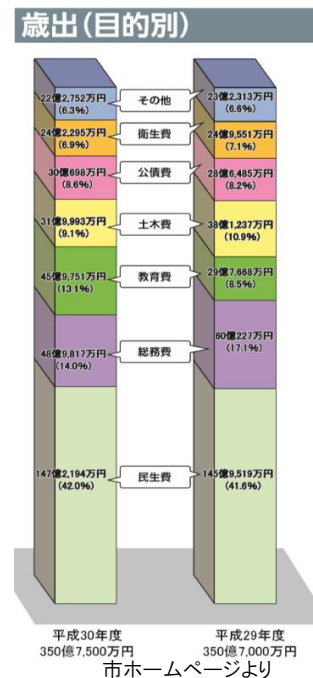 歳出（目的別）
22億2,752万円
(6.3%)
その他
23億2,313万円
(6.6%)
24億2,295万円
(6.9%)
衛生費
24億9,551万円
(7.1%)
30億698万円
(8.6%)
公債費
28億6,485万円
(8.2%)
31億9,993万円
(9.1%)
土木費
38億1,237万円
(10.9%)
45億9,751万円
(13.1%)
教育費
29億7,668万円
(8.5%)
48億9,817万円
(14.0%)
総務費
60億227万円
(17.1%)
147億2,194万円
(42.0%)
民生費
145億9,519万円
(41.6%)
平成30年度
350億7,500万円
平成29年度
350億7,000万円
市ホームページより